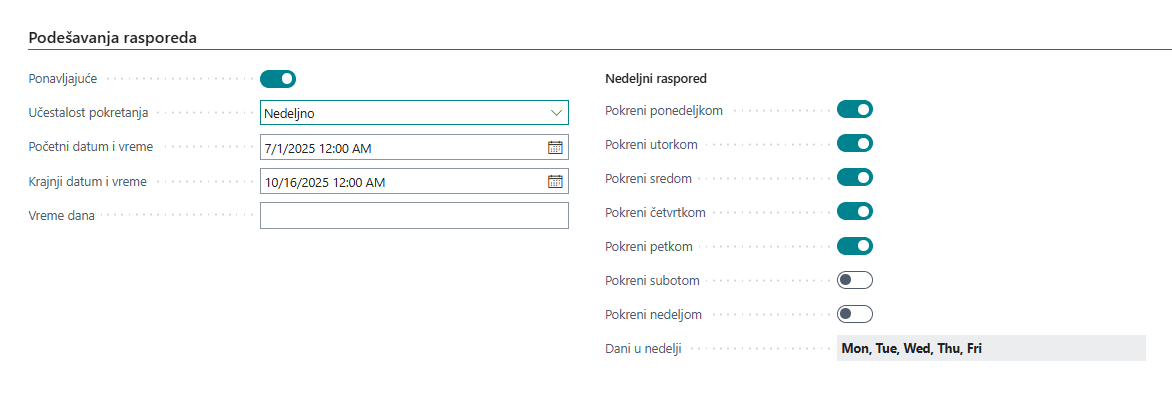 Podešavanja rasporeda
Ponavljajuće
Učestalost pokretanja
Nedeljno
Početni datum i vreme
7/1/2025 12:00 AM
Krajnji datum i vreme
10/16/2025 12:00 AM
Vreme dana
Nedeljni raspored
Pokreni ponedeljkom
Pokreni utorkom
Pokreni sredom
Pokreni četvrtkom
Pokreni petkom
Pokreni subotom
Pokreni nedeljom
Dani u nedelji
Mon, Tue, Wed, Thu, Fri